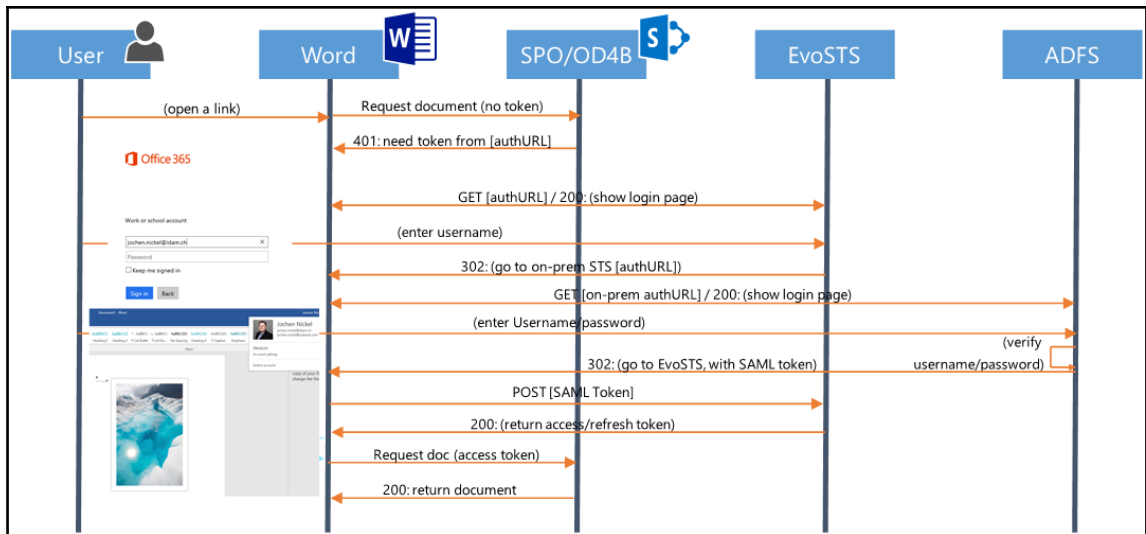 User
Word
W
SPO/OD4B
S
EvoSTS
ADFS
(open a link)
Request document (no token)
401: need token from [authURL]
Office 365
GET [authURL] / 200: (show login page)
Work or school account
(enter username)
jochen.nickel@idam.ch
Password
302: (go to on-prem STS [authURL])
Keep me signed in
Sign in
Back
GET [on-prem authURL] / 200: (show login page)
Document1 - Word
Jochen Nickel
(enter Username/password)
(verify
username/password)
302: (go to EvoSTS, with SAML token)
POST [SAML Token]
200: (return access/refresh token)
Request doc (access token)
200: return document